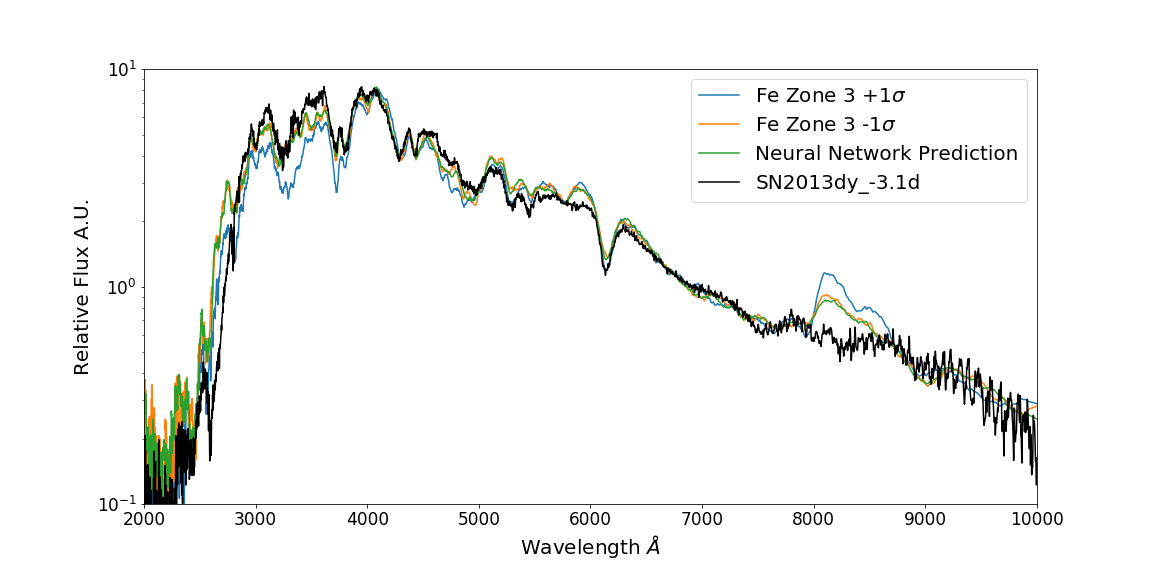 10¹
10⁰
10⁻¹
Relative Flux A.U.
Fe Zone 3 +1σ
Fe Zone 3 -1σ
Neural Network Prediction
SN2013dy_-3.1d
2000 3000 4000 5000 6000 7000 8000 9000 10000
Wavelength Å